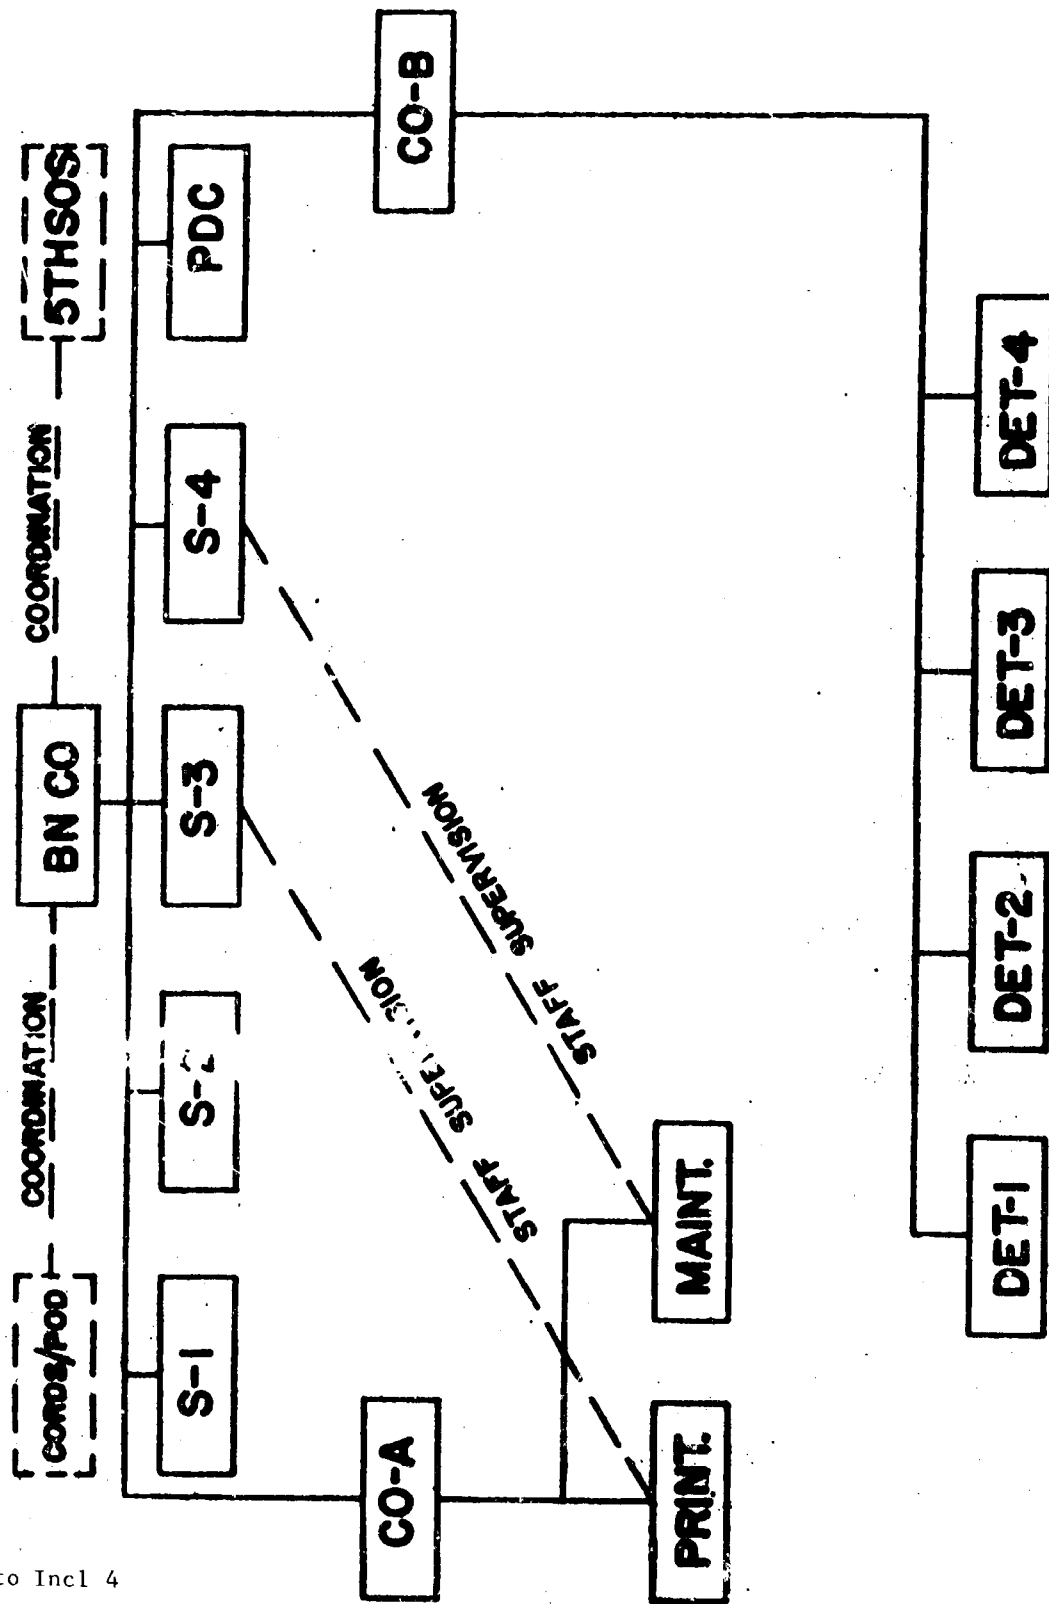 CORDS/POD
COORDINATION
BN CO
COORDINATION
5THSOS
S-1
S-
S-3
S-4
PDC
CO-A
CO-B
STAFF
STAFF SUPERVISION
PRINT.
MAINT.
DET-1
DET-2
DET-3
DET-4
to Incl 4